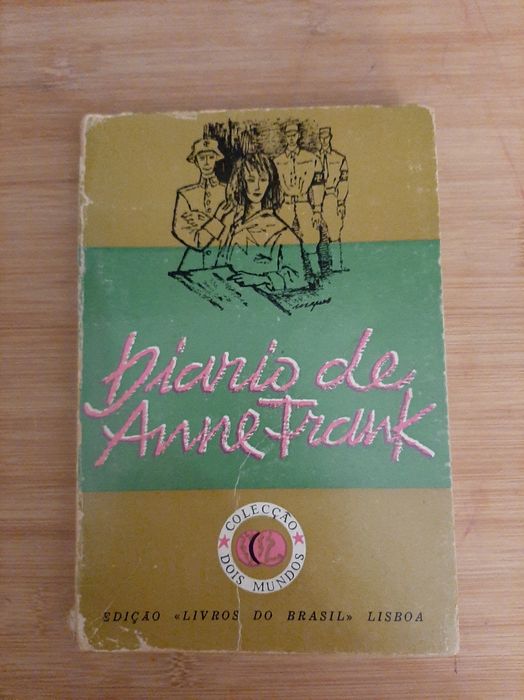 Diario de
Anne Frank
COLECÇÃO
DOIS MUNDOS
EDIÇÃO «LIVROS DO BRASIL» LISBOA